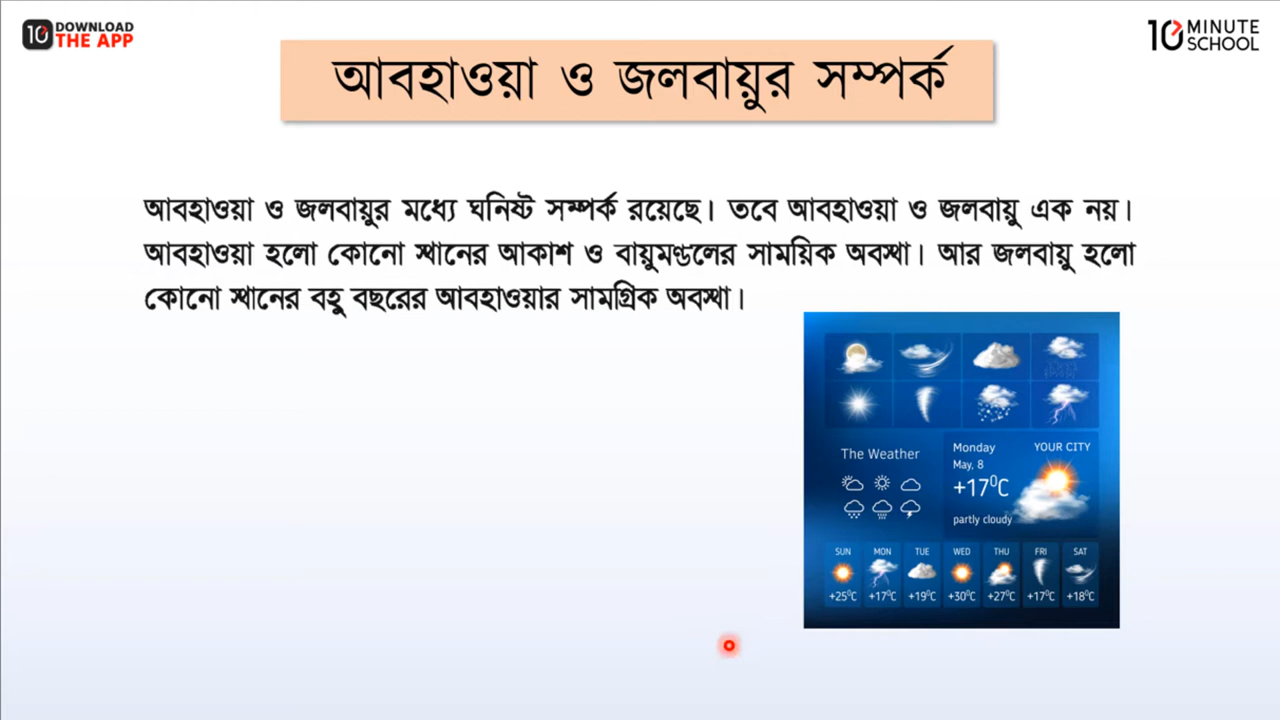 DOWNLOAD
THE APP
10 MINUTE
SCHOOL
আবহাওয়া ও জলবায়ুর সম্পর্ক
আবহাওয়া ও জলবায়ুর মধ্যে ঘনিষ্ট সম্পর্ক রয়েছে। তবে আবহাওয়া ও জলবায়ু এক নয়।
আবহাওয়া হলো কোনো স্থানের আকাশ ও বায়ুমণ্ডলের সাময়িক অবস্থা। আর জলবায়ু হলো
কোনো স্থানের বহু বছরের আবহাওয়ার সামগ্রিক অবস্থা।
The Weather
Monday
YOUR CITY
May, 8
+17⁰C
partly cloudy
SUN MON TUE WED THU FRI SAT
+25⁰C +17⁰C +19⁰C +30⁰C +27⁰C +17⁰C +18⁰C